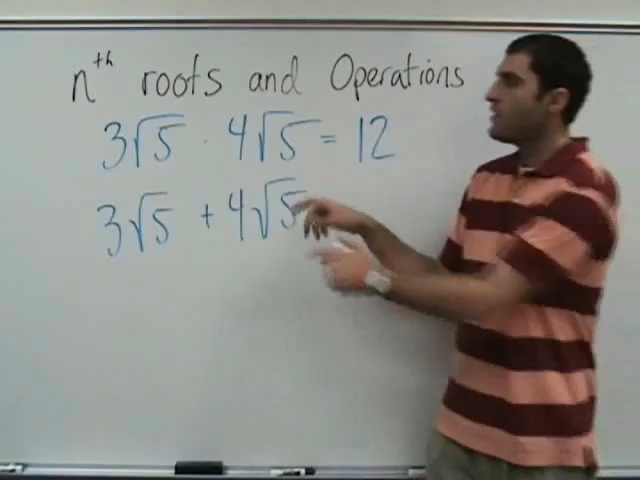 nth roots and Operations
3√5 · 4√5 = 12
3√5 + 4√5